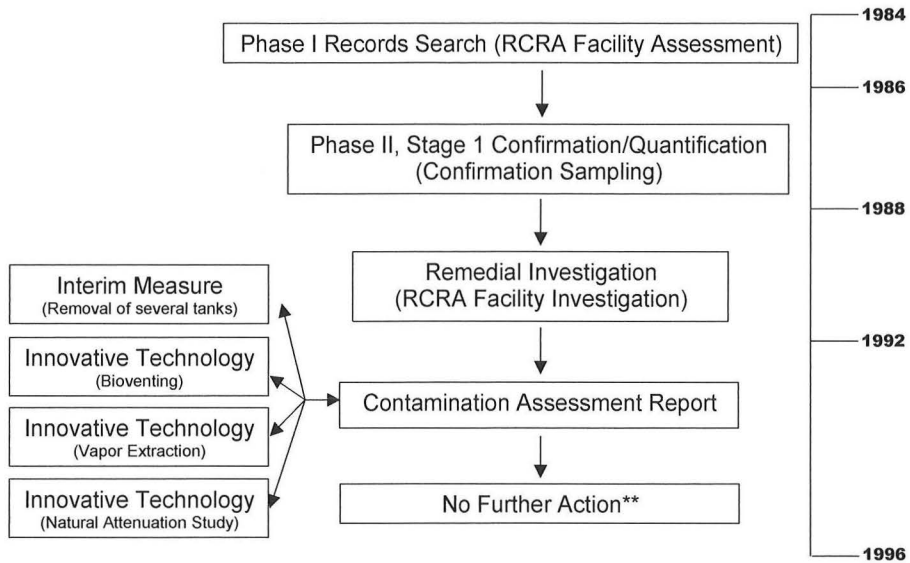 Phase I Records Search (RCRA Facility Assessment)
Phase II, Stage 1 Confirmation/Quantification
(Confirmation Sampling)
Remedial Investigation
(RCRA Facility Investigation)
Contamination Assessment Report
No Further Action**
Interim Measure
(Removal of several tanks)
Innovative Technology
(Bioventing)
Innovative Technology
(Vapor Extraction)
Innovative Technology
(Natural Attenuation Study)
1984
1986
1988
1992
1996